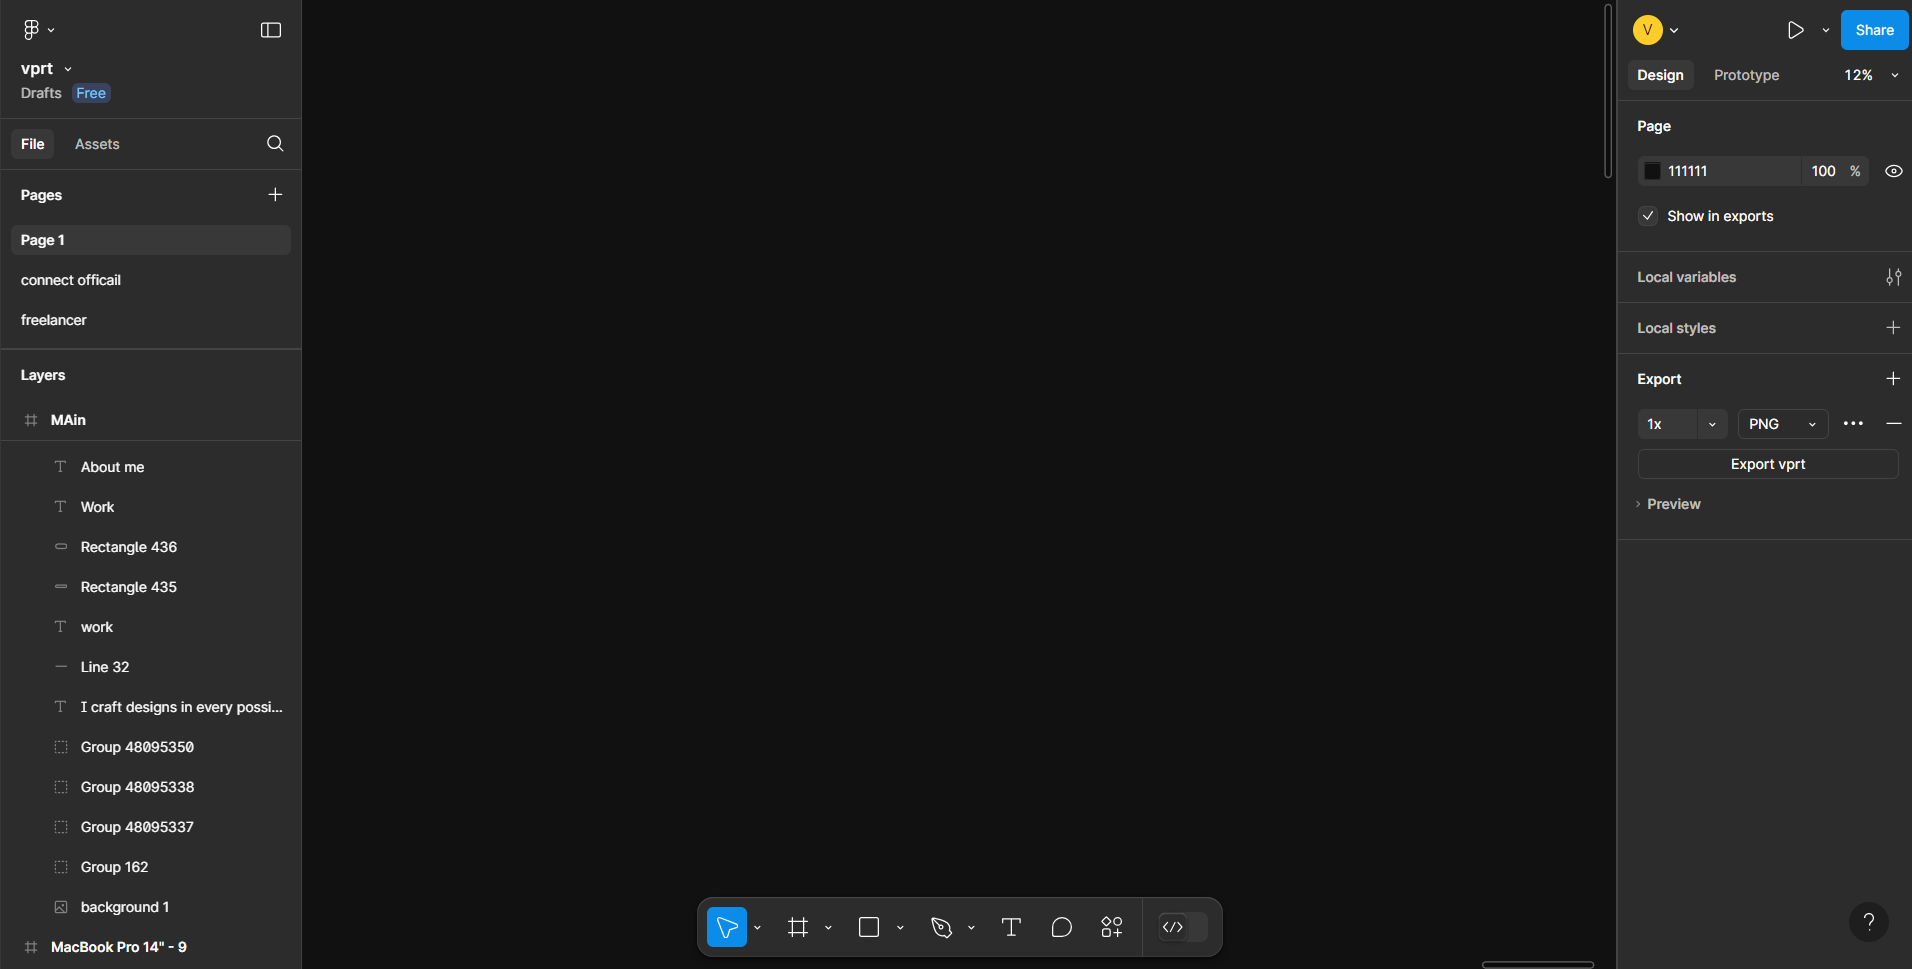 vprt
Drafts Free
File Assets
Pages
Page 1
connect officail
freelancer
Layers
MAin
About me
Work
Rectangle 436
Rectangle 435
work
Line 32
I craft designs in every possi...
Group 48095350
Group 48095338
Group 48095337
Group 162
background 1
MacBook Pro 14" - 9
V
Share
Design Prototype 12%
Page
111111 100 %
Show in exports
Local variables
Local styles
Export
1x PNG
Export vprt
Preview